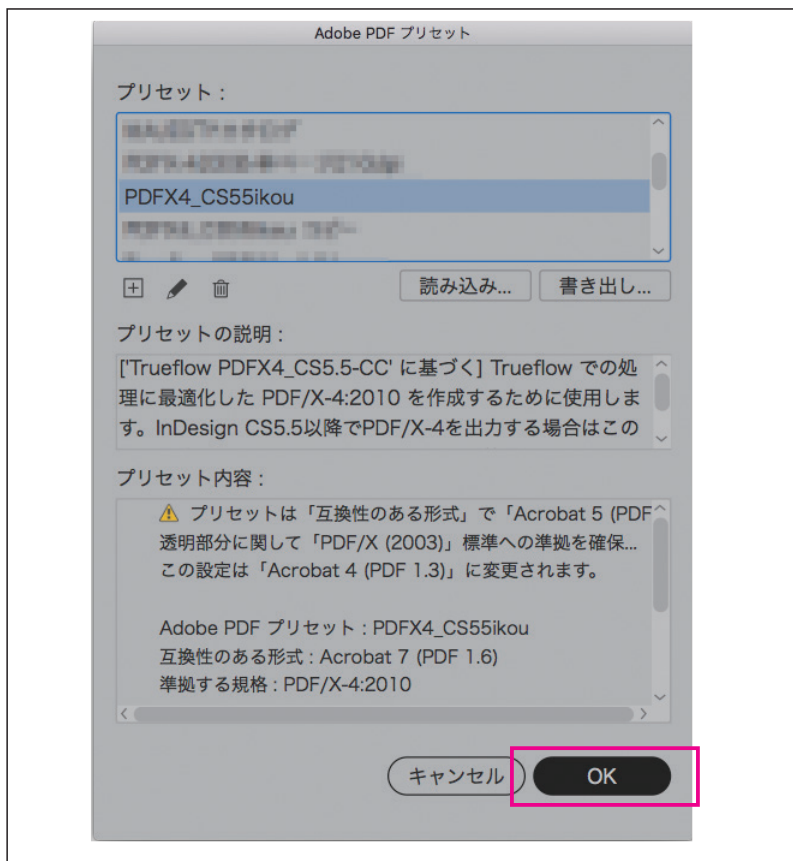 Adobe PDF プリセット
プリセット :
PDFX4_CS55ikou
読み込み... 書き出し...
プリセットの説明 :
['Trueflow PDFX4_CS5.5-CC' に基づく] Trueflow での処
理に最適化した PDF/X-4:2010 を作成するために使用しま
す。InDesign CS5.5以降でPDF/X-4を出力する場合はこの
プリセット内容 :
プリセットは「互換性のある形式」で「Acrobat 5 (PDF
透明部分に関して「PDF/X (2003)」標準への準拠を確保...
この設定は「Acrobat 4 (PDF 1.3)」に変更されます。
Adobe PDF プリセット : PDFX4_CS55ikou
互換性のある形式 : Acrobat 7 (PDF 1.6)
準拠する規格 : PDF/X-4:2010
キャンセル OK